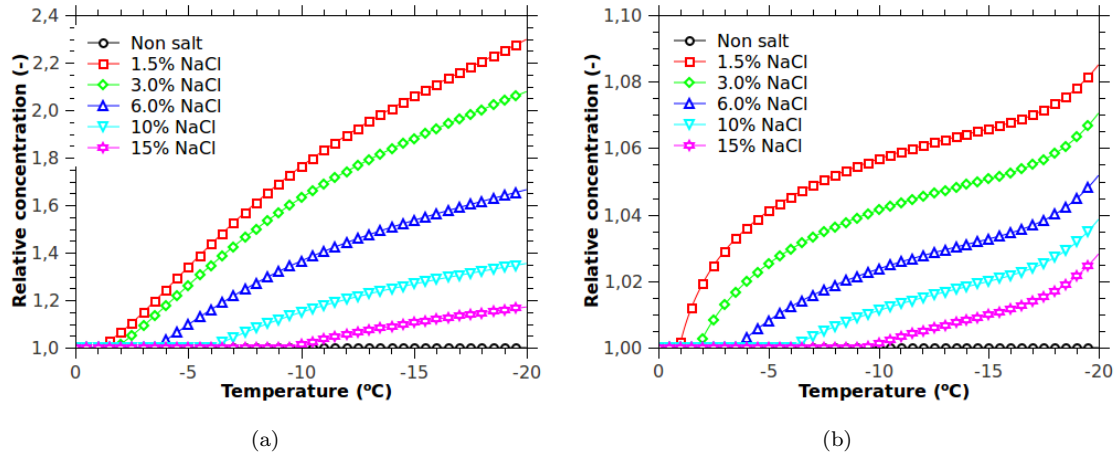 2,4
2,2
2,0
1,8
1,6
1,4
1,2
1,0
Relative concentration (-)
Non salt
1.5% NaCl
3.0% NaCl
6.0% NaCl
10% NaCl
15% NaCl
0 -5 -10 -15 -20
Temperature (ºC)
(a)
1,10
1,08
1,06
1,04
1,02
1,00
Relative concentration (-)
Non salt
1.5% NaCl
3.0% NaCl
6.0% NaCl
10% NaCl
15% NaCl
0 -5 -10 -15 -20
Temperature (ºC)
(b)